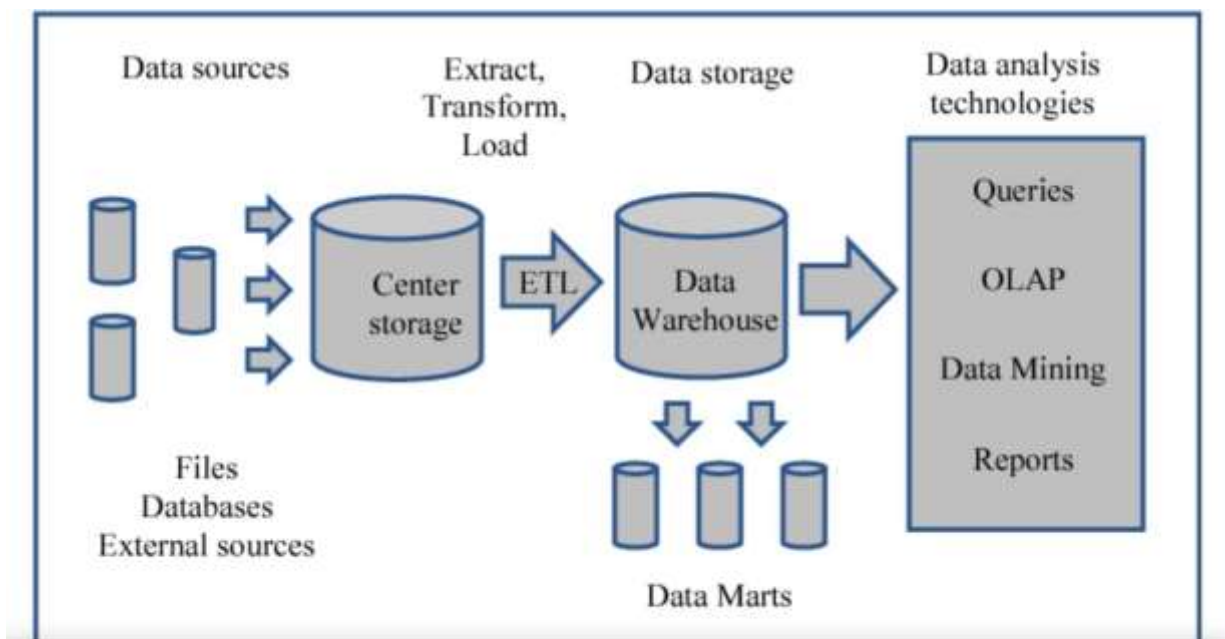 Data sources
Extract,
Transform,
Load
Data storage
Data analysis
technologies
Center
storage
ETL
Data
Warehouse
Queries
OLAP
Data Mining
Reports
Files
Databases
External sources
Data Marts